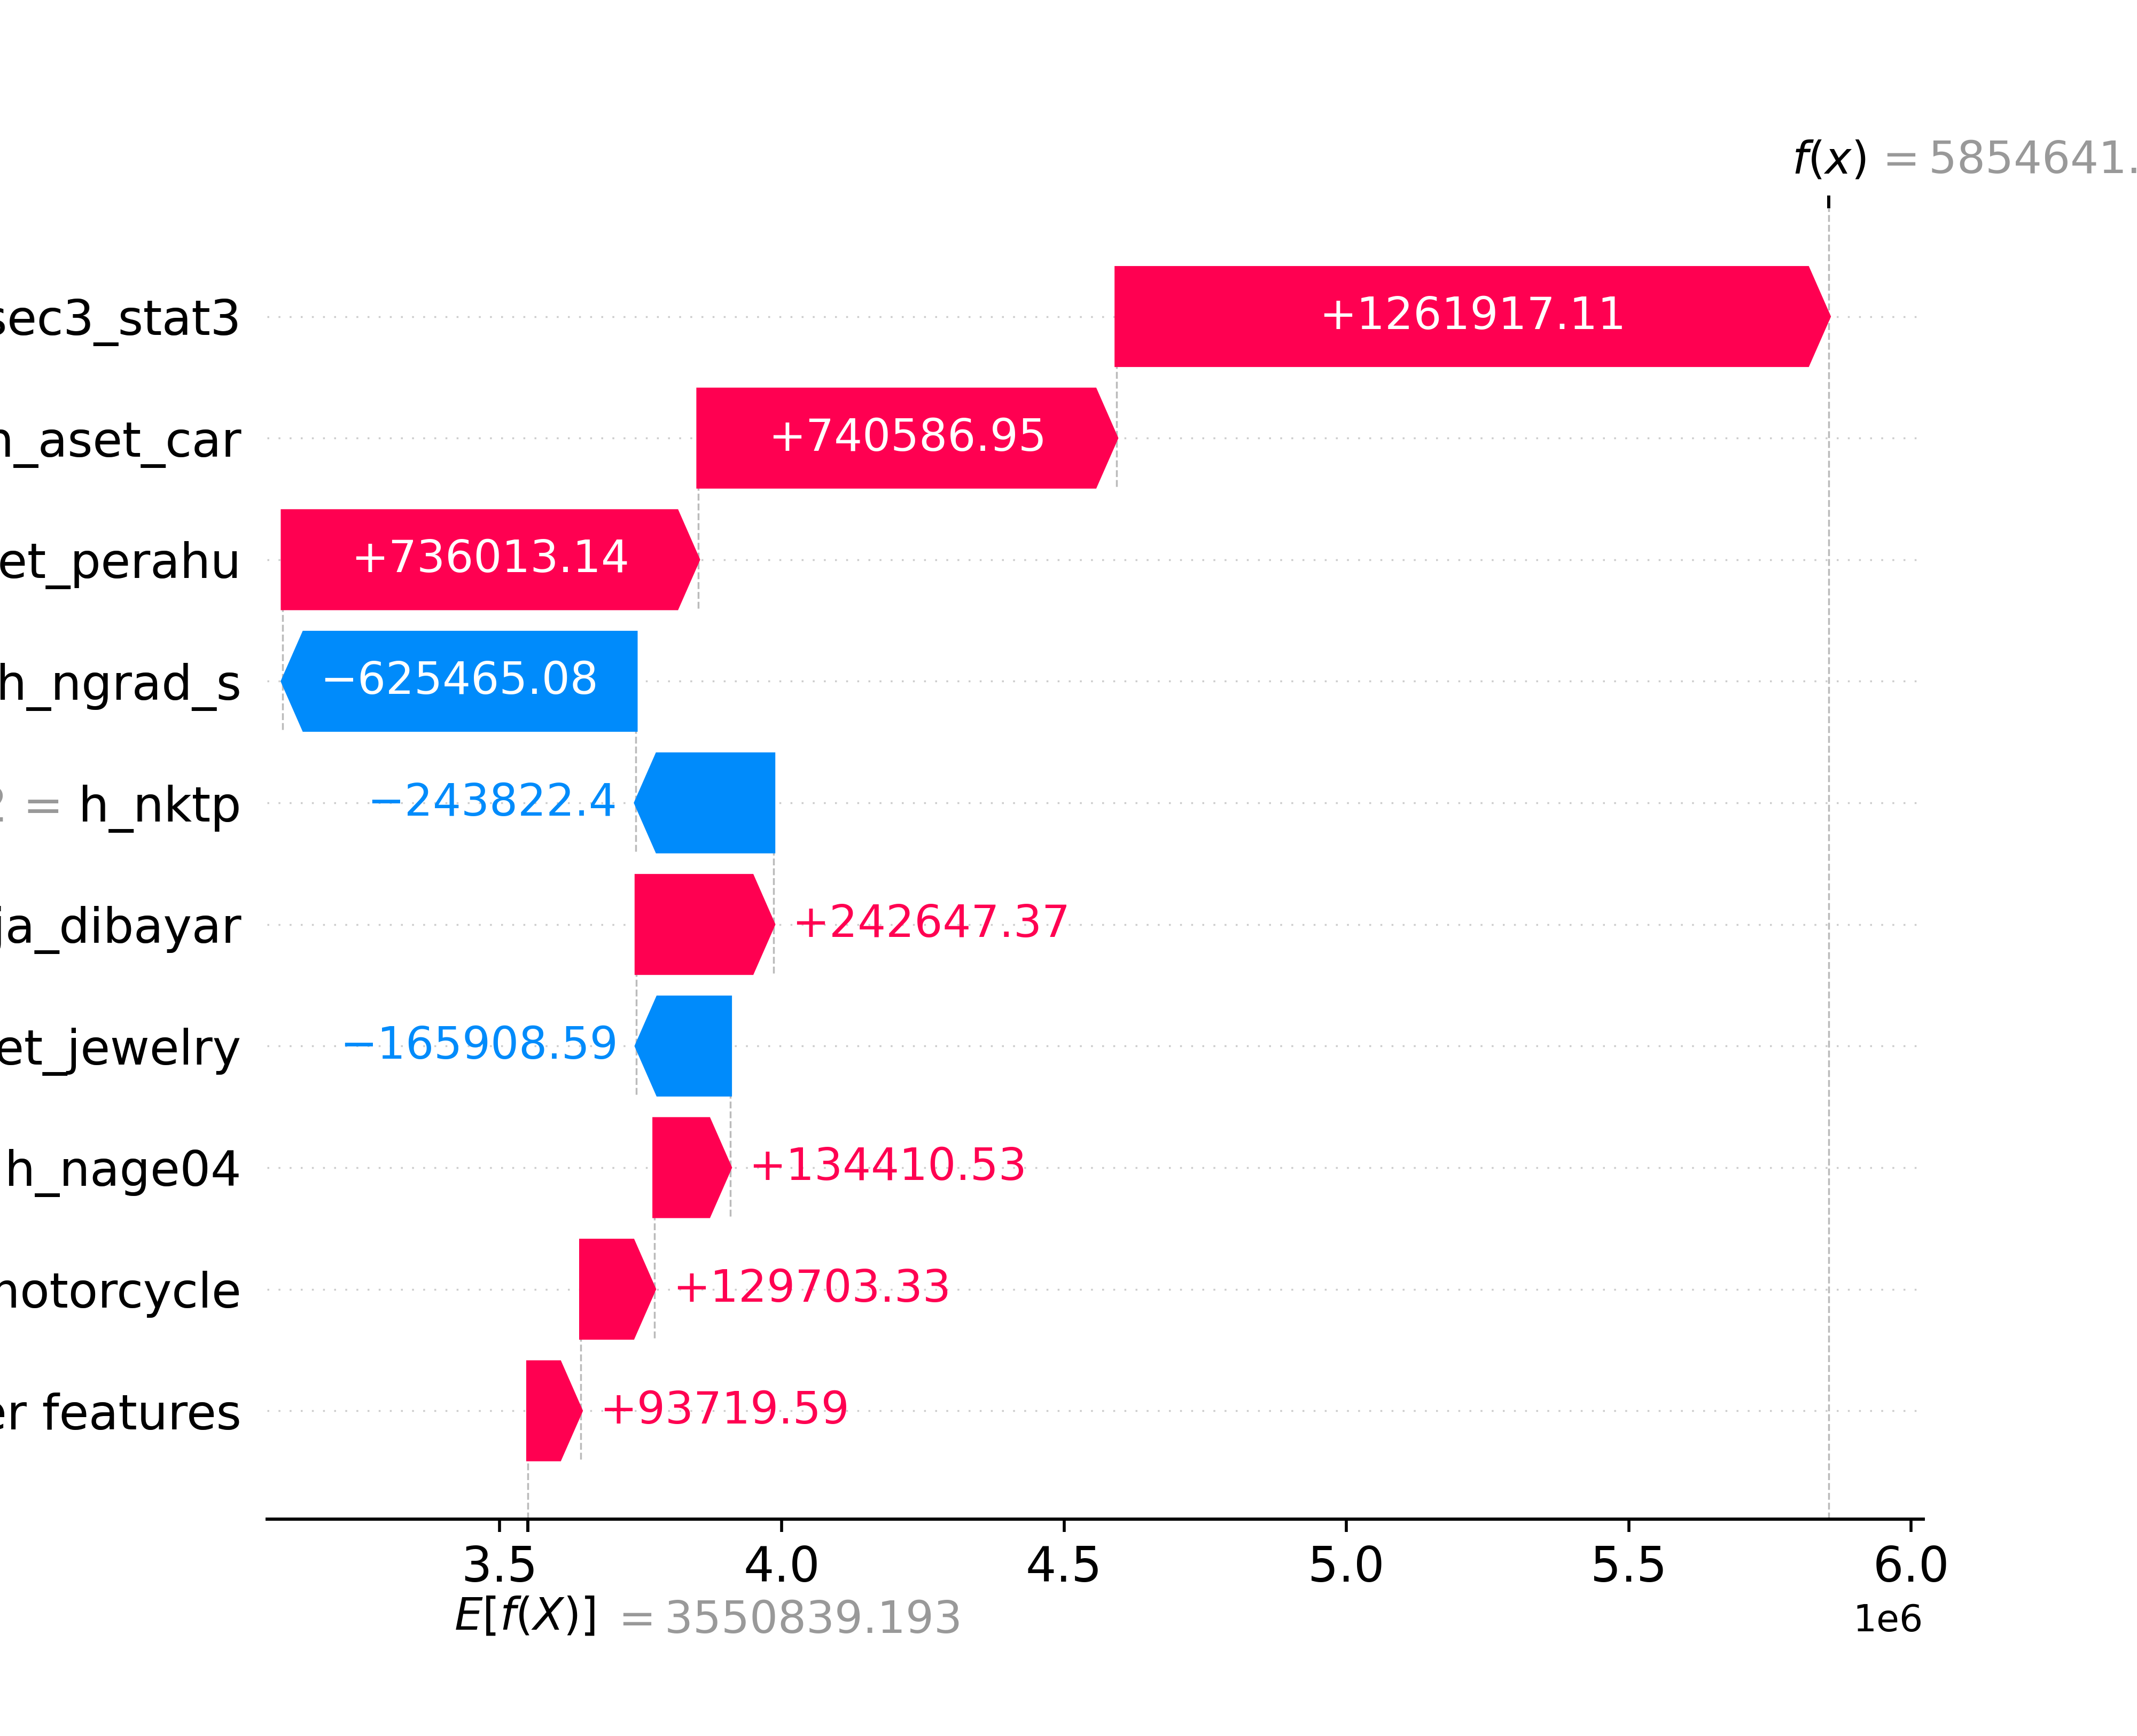 f(x) = 5854641.
sec3_stat3 +1261917.11
_aset_car +740586.95
et_perahu +736013.14
h_ngrad_s −625465.08
= h_nktp −243822.4
ja_dibayar +242647.37
et_jewelry −165908.59
h_nage04 +134410.53
motorcycle +129703.33
er features +93719.59
3.5 4.0 4.5 5.0 5.5 6.0
E[f(X)] = 3550839.193
1e6